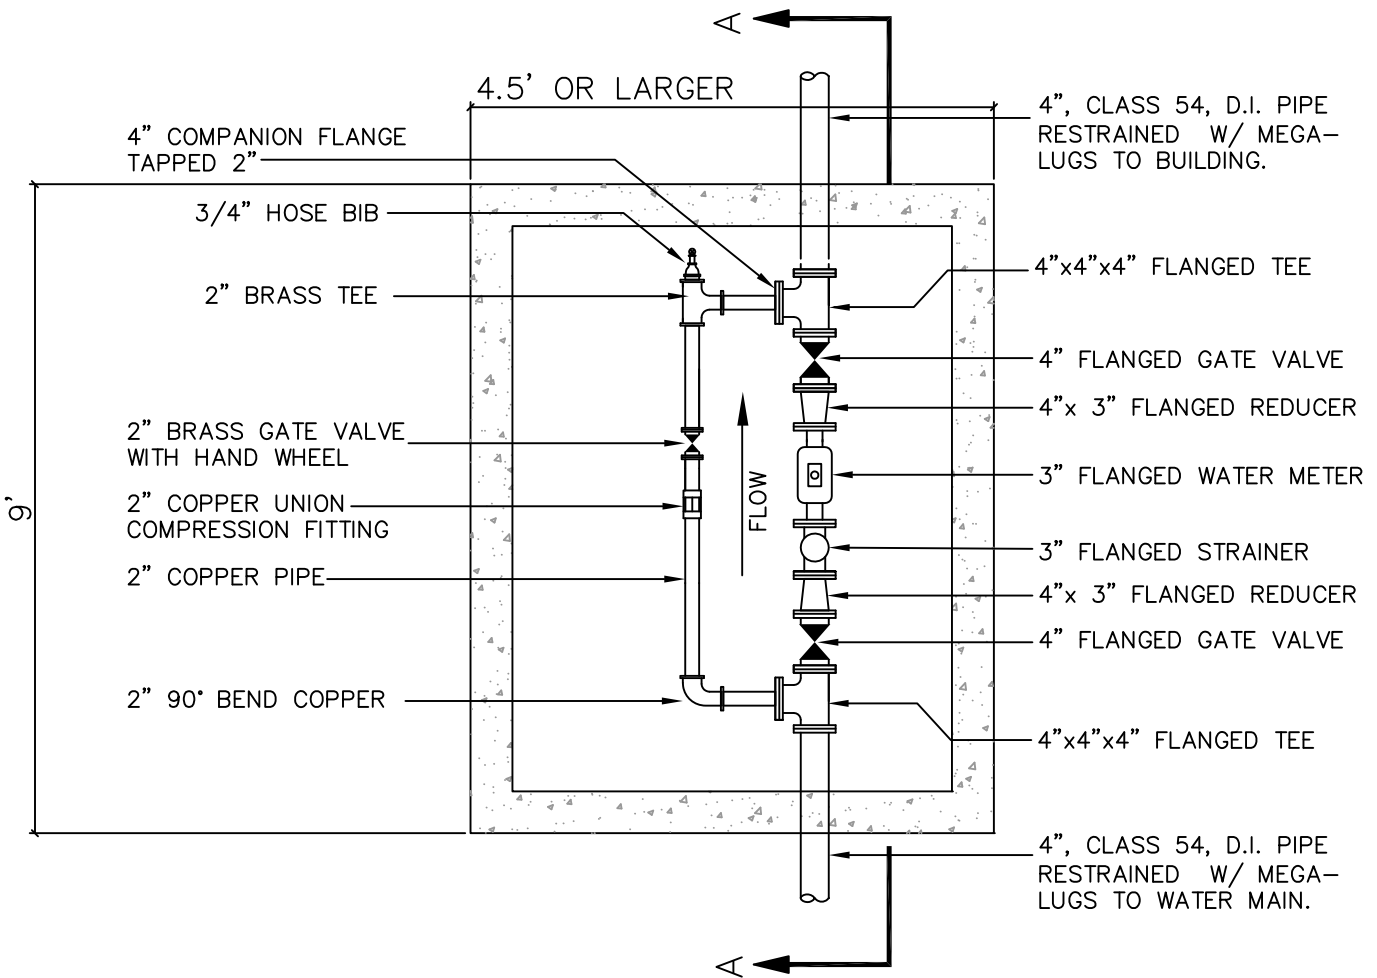 A
4.5' OR LARGER
4", CLASS 54, D.I. PIPE
RESTRAINED W/ MEGA-
LUGS TO BUILDING.
4" COMPANION FLANGE
TAPPED 2"
3/4" HOSE BIB
2" BRASS TEE
4"x4"x4" FLANGED TEE
4" FLANGED GATE VALVE
4"x 3" FLANGED REDUCER
2" BRASS GATE VALVE
WITH HAND WHEEL
3" FLANGED WATER METER
9'
FLOW
2" COPPER UNION
COMPRESSION FITTING
3" FLANGED STRAINER
2" COPPER PIPE
4"x 3" FLANGED REDUCER
4" FLANGED GATE VALVE
2" 90° BEND COPPER
4"x4"x4" FLANGED TEE
4", CLASS 54, D.I. PIPE
RESTRAINED W/ MEGA-
LUGS TO WATER MAIN.
A